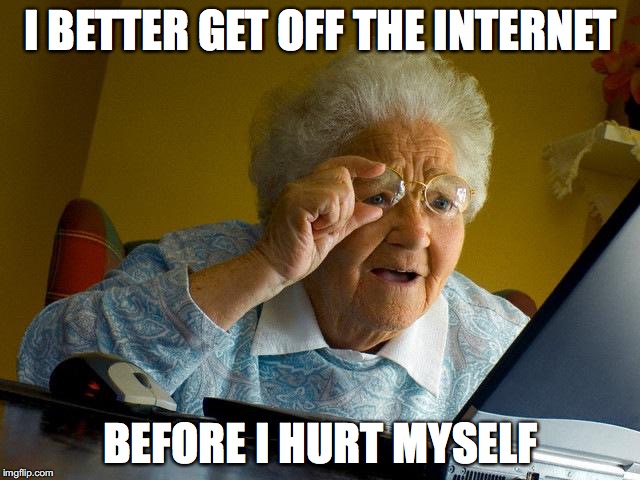 I BETTER GET OFF THE INTERNET
BEFORE I HURT MYSELF
imgflip.com